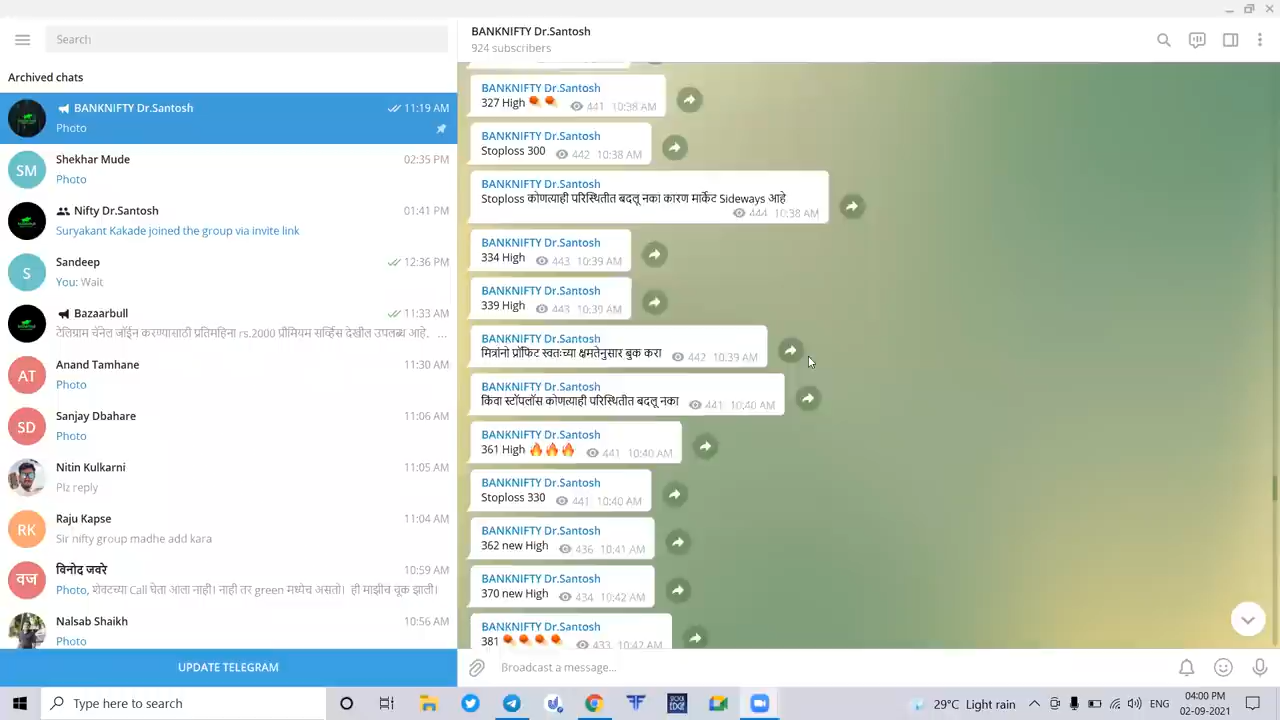 Search
Archived chats
BANKNIFTY Dr.Santosh
11:19 AM
Photo
SM
Shekhar Mude
02:35 PM
Photo
Nifty Dr.Santosh
01:41 PM
Suryakant Kakade joined the group via invite link
S
Sandeep
12:36 PM
You: Wait
Bazaarbull
11:33 AM
टेलिग्राम चॅनेल जॉईन करण्यासाठी प्रतिमहिना rs.2000 प्रीमियम सर्व्हिस देखील उपलब्ध आहे. ...
AT
Anand Tamhane
11:30 AM
Photo
SD
Sanjay Dbahare
11:06 AM
Photo
Nitin Kulkarni
11:05 AM
Plz reply
RK
Raju Kapse
11:04 AM
Sir nifty group madhe add kara
वज
विनोद जवरे
10:59 AM
Photo, शेवटच्या Call घेता आला नाही। नाही तर green मध्येच असतो। ही माझीच चूक झाली।
Nalsab Shaikh
10:56 AM
Photo
UPDATE TELEGRAM
BANKNIFTY Dr.Santosh
924 subscribers
BANKNIFTY Dr.Santosh
327 High 441 10:38 AM
BANKNIFTY Dr.Santosh
Stoploss 300 442 10:38 AM
BANKNIFTY Dr.Santosh
Stoploss कोणत्याही परिस्थितीत बदलू नका कारण मार्केट Sideways आहे
444 10:38 AM
BANKNIFTY Dr.Santosh
334 High 443 10:39 AM
BANKNIFTY Dr.Santosh
339 High 443 10:39 AM
BANKNIFTY Dr.Santosh
मित्रांनो प्रॉफिट स्वतःच्या क्षमतेनुसार बुक करा 442 10:39 AM
BANKNIFTY Dr.Santosh
किंवा स्टॉपलॉस कोणत्याही परिस्थितीत बदलू नका 441 10:40 AM
BANKNIFTY Dr.Santosh
361 High 🔥🔥🔥 441 10:40 AM
BANKNIFTY Dr.Santosh
Stoploss 330 441 10:40 AM
BANKNIFTY Dr.Santosh
362 new High 436 10:41 AM
BANKNIFTY Dr.Santosh
370 new High 434 10:42 AM
BANKNIFTY Dr.Santosh
381 433 10:42 AM
Broadcast a message...
Type here to search
29°C Light rain
ENG
04:00 PM
02-09-2021